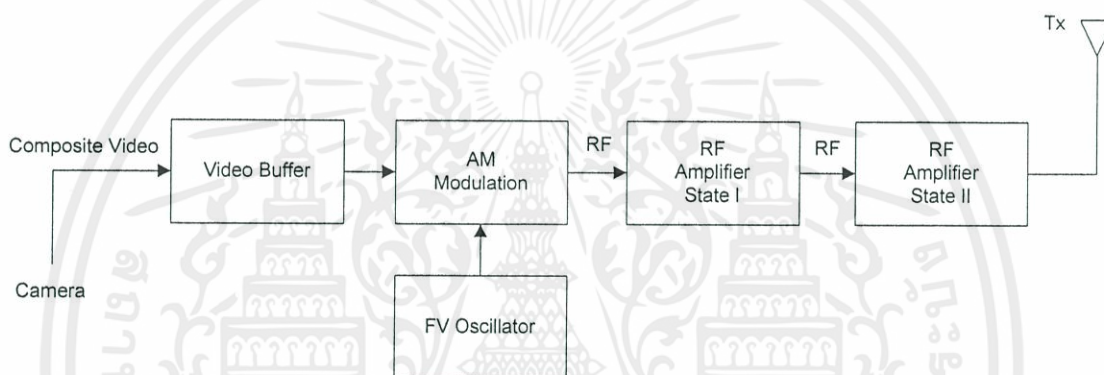 Tx
Composite Video
Video Buffer
AM
Modulation
RF
RF
Amplifier
State I
RF
RF
Amplifier
State II
Camera
FV Oscillator